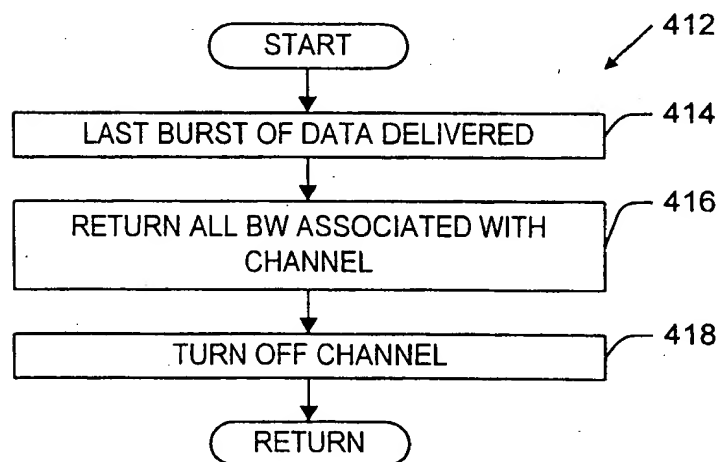 START
412
LAST BURST OF DATA DELIVERED
414
RETURN ALL BW ASSOCIATED WITH
CHANNEL
416
TURN OFF CHANNEL
418
RETURN